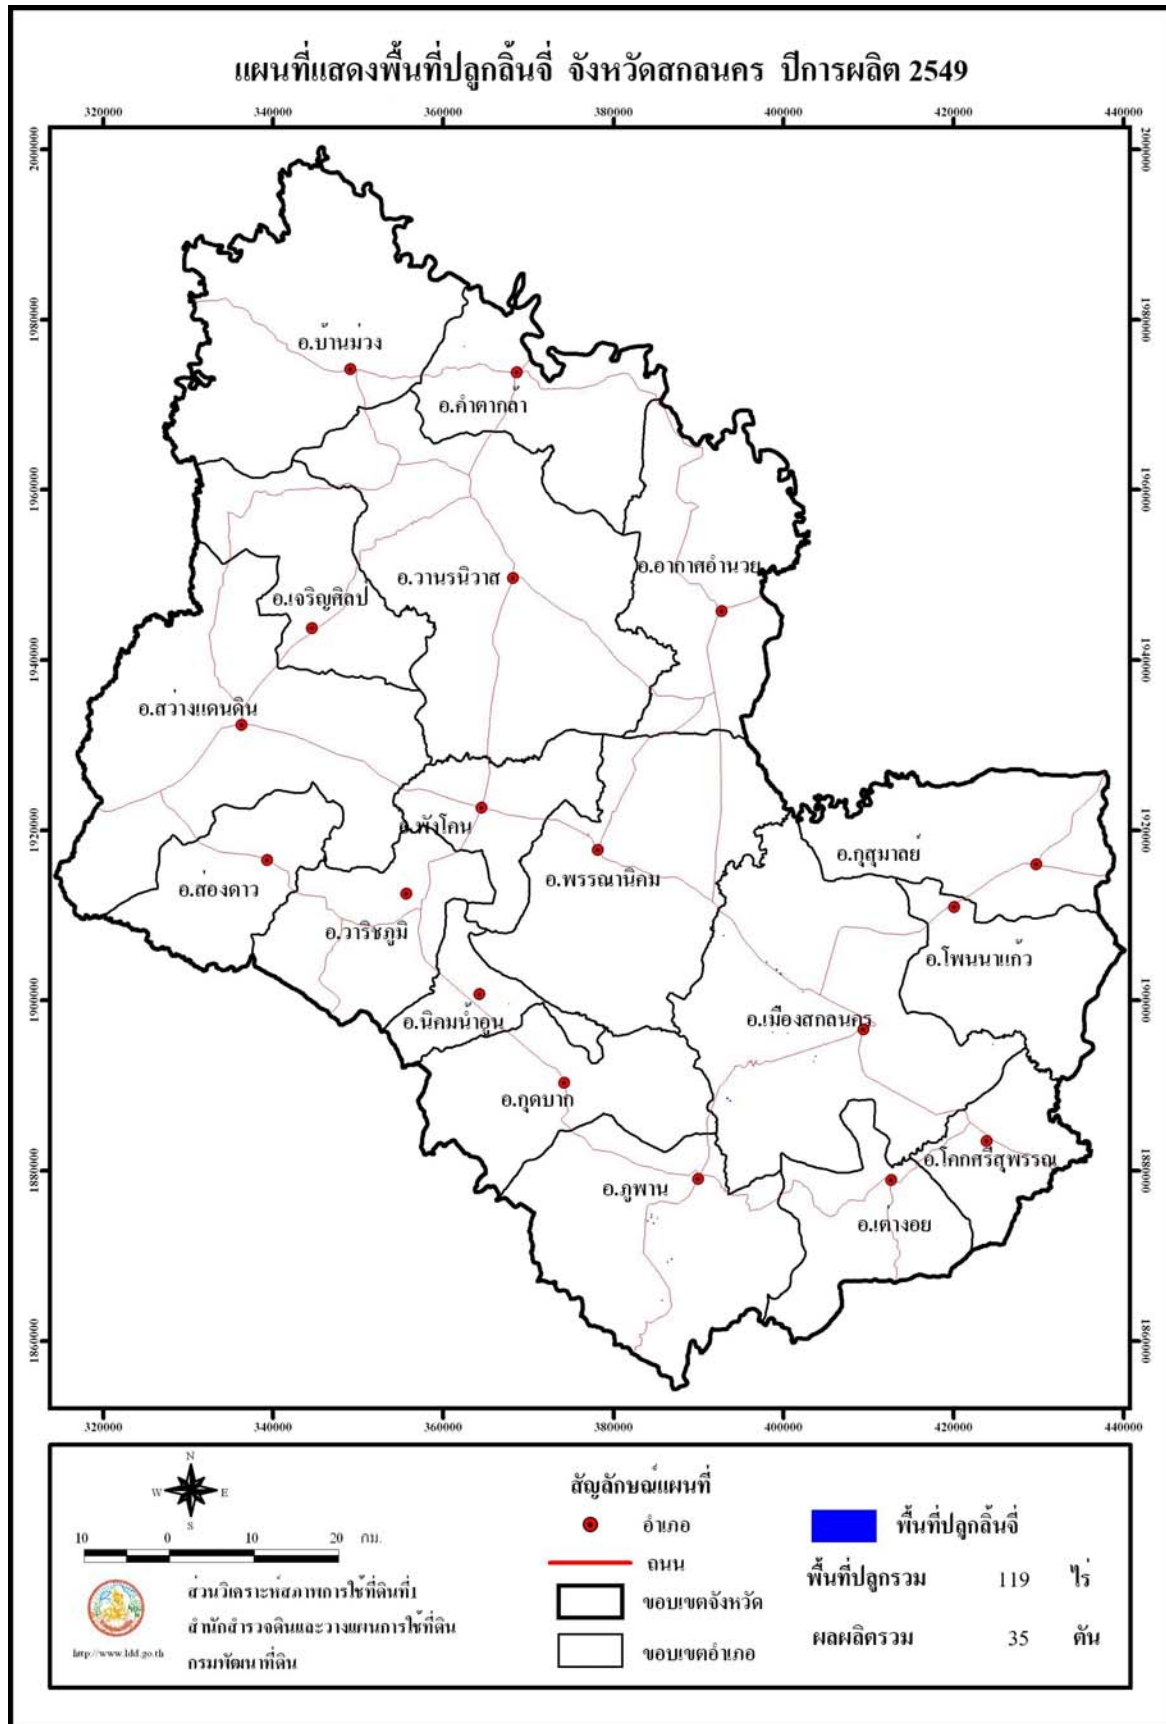 แผนที่แสดงพื้นที่ปลูกลิ้นจี่ จังหวัดสกลนคร ปีการผลิต 2549
320000 340000 360000 380000 400000 420000 440000
2000000 2000000
1980000 1980000
อ.บ้านม่วง
อ.คำตากล้า
1960000 1960000
อ.อากาศอำนวย
อ.วานรนิวาส
อ.เจริญศิลป์
1940000 1940000
อ.สว่างแดนดิน
1920000 1920000
อ.พังโคน
อ.กุสุมาลย์
อ.พรรณานิคม
อ.ส่องดาว
อ.วาริชภูมิ
อ.โพนนาแก้ว
1900000 1900000
อ.นิคมน้ำอูน
อ.เมืองสกลนคร
อ.กุดบาก
อ.โคกศรีสุพรรณ
1880000 1880000
อ.ภูพาน
อ.เต่างอย
1860000 1860000
320000 340000 360000 380000 400000 420000 440000
N
W E
S
10 0 10 20 กม.
ส่วนวิเคราะห์สภาพการใช้ที่ดินที่1
สำนักสำรวจดินและวางแผนการใช้ที่ดิน
กรมพัฒนาที่ดิน
http://www.ldd.go.th
สัญลักษณ์แผนที่
อำเภอ
ถนน
ขอบเขตจังหวัด
ขอบเขตอำเภอ
พื้นที่ปลูกลิ้นจี่
พื้นที่ปลูกรวม 119 ไร่
ผลผลิตรวม 35 ตัน